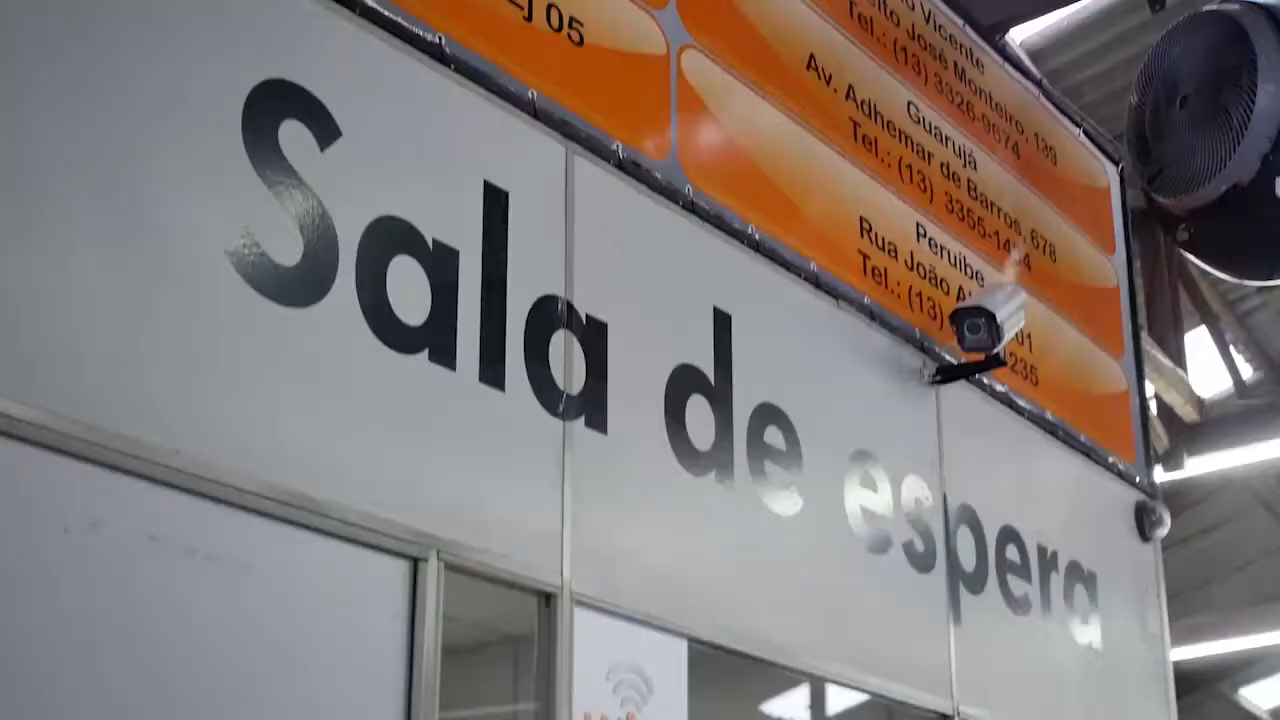 05
Vicente
José Monteiro, 139
Tel.: (13) 3326-9674
Guarujá
Av. Adhemar de Barros, 678
Tel.: (13) 3355-14
Peruíbe
Rua João
Tel.: (13)
01
235
Sala de espera